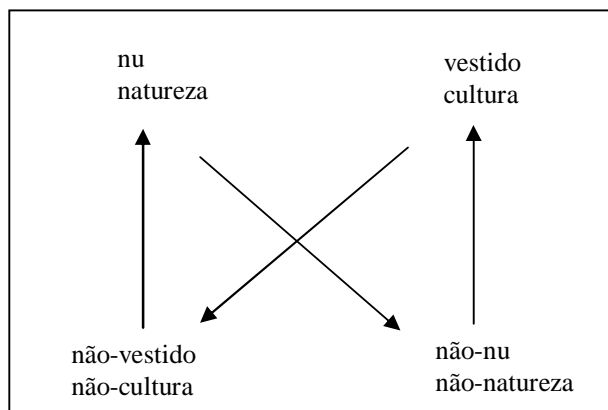 nu
natureza
vestido
cultura
não-vestido
não-cultura
não-nu
não-natureza